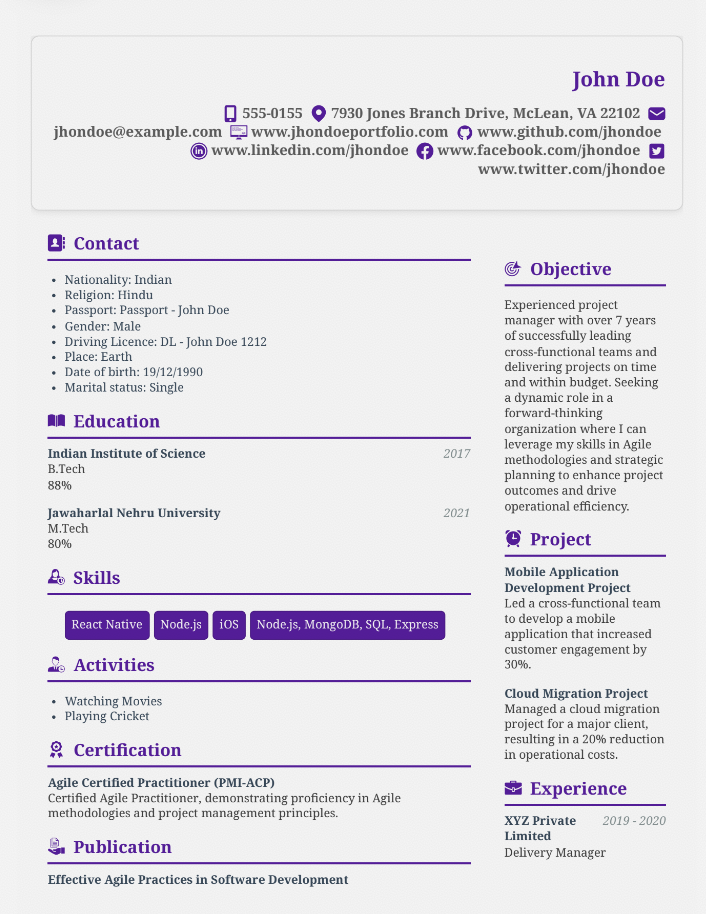 John Doe
555-0155 7930 Jones Branch Drive, McLean, VA 22102
jhondoe@example.com www.jhondoeportfolio.com www.github.com/jhondoe
www.linkedin.com/jhondoe www.facebook.com/jhondoe
www.twitter.com/jhondoe
Contact
• Nationality: Indian
• Religion: Hindu
• Passport: Passport - John Doe
• Gender: Male
• Driving Licence: DL - John Doe 1212
• Place: Earth
• Date of birth: 19/12/1990
• Marital status: Single
Education
Indian Institute of Science 2017
B.Tech
88%
Jawaharlal Nehru University 2021
M.Tech
80%
Skills
React Native Node.js iOS Node.js, MongoDB, SQL, Express
Activities
• Watching Movies
• Playing Cricket
Certification
Agile Certified Practitioner (PMI-ACP)
Certified Agile Practitioner, demonstrating proficiency in Agile
methodologies and project management principles.
Publication
Effective Agile Practices in Software Development
Objective
Experienced project
manager with over 7 years
of successfully leading
cross-functional teams and
delivering projects on time
and within budget. Seeking
a dynamic role in a
forward-thinking
organization where I can
leverage my skills in Agile
methodologies and strategic
planning to enhance project
outcomes and drive
operational efficiency.
Project
Mobile Application
Development Project
Led a cross-functional team
to develop a mobile
application that increased
customer engagement by
30%.
Cloud Migration Project
Managed a cloud migration
project for a major client,
resulting in a 20% reduction
in operational costs.
Experience
XYZ Private 2019 - 2020
Limited
Delivery Manager